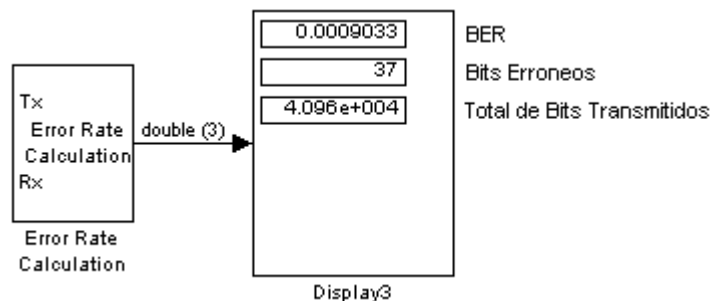 0.0009033
BER
37
Bits Erroneos
4.096e+004
Total de Bits Transmitidos
Tx
Error Rate
Calculation
Rx
double (3)
Error Rate
Calculation
Display3